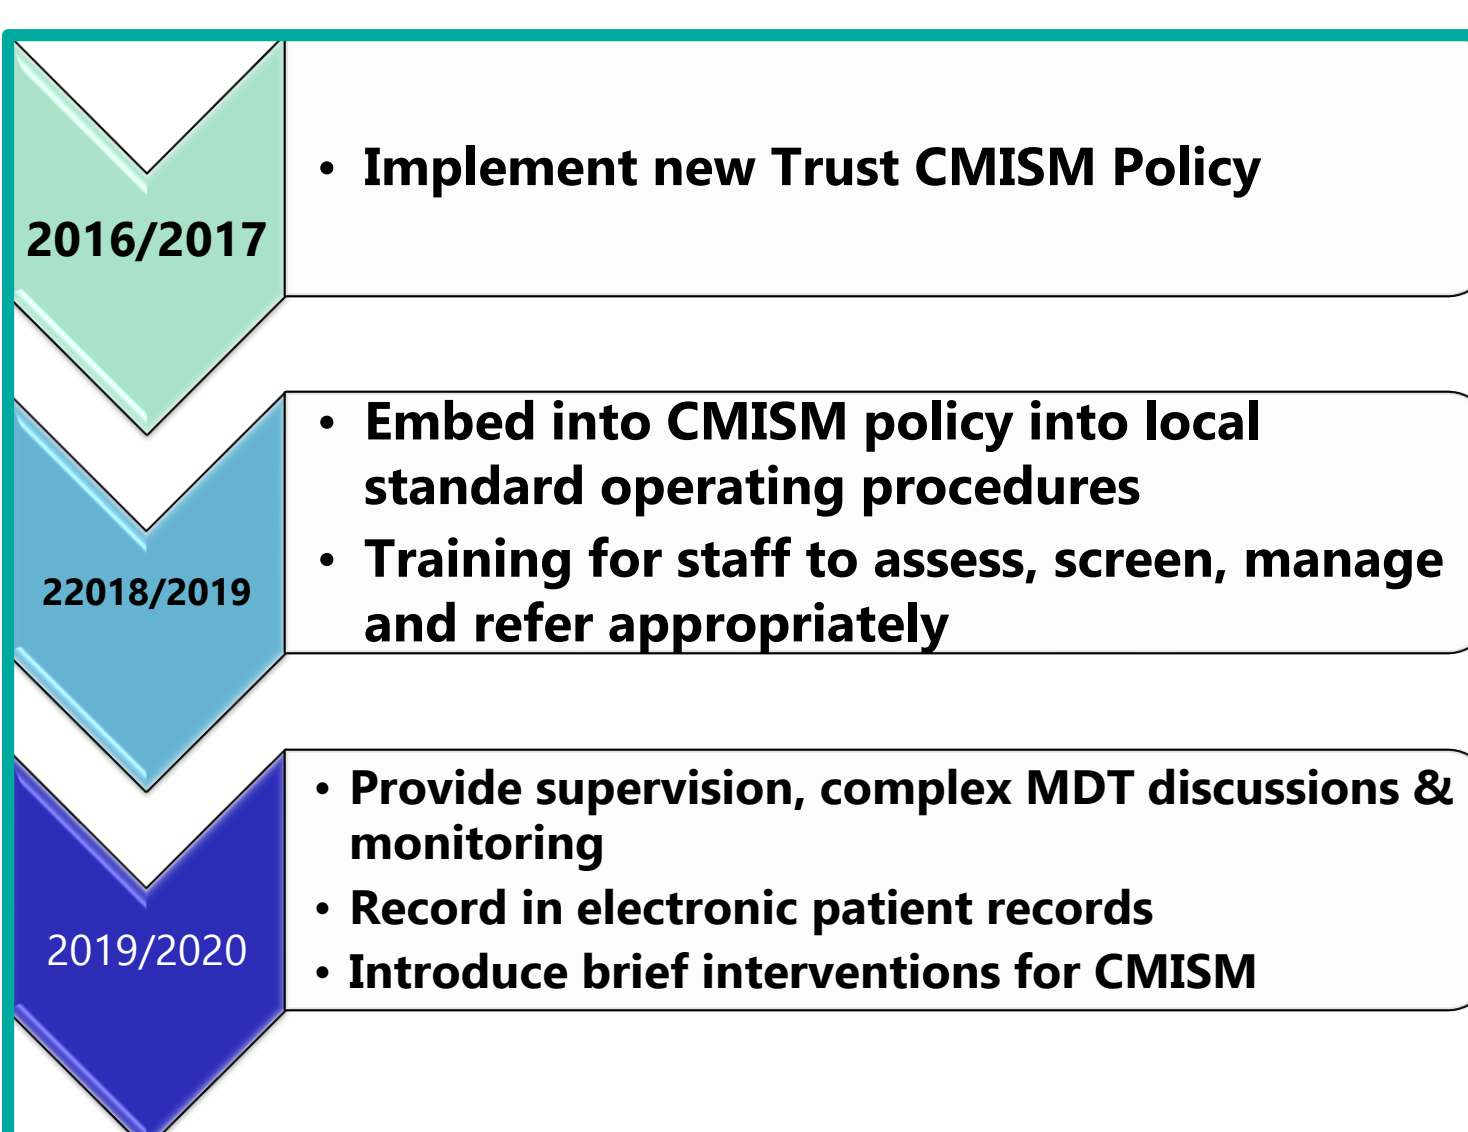 2016/2017
• Implement new Trust CMISM Policy
22018/2019
• Embed into CMISM policy into local
standard operating procedures
• Training for staff to assess, screen, manage
and refer appropriately
2019/2020
• Provide supervision, complex MDT discussions &
monitoring
• Record in electronic patient records
• Introduce brief interventions for CMISM